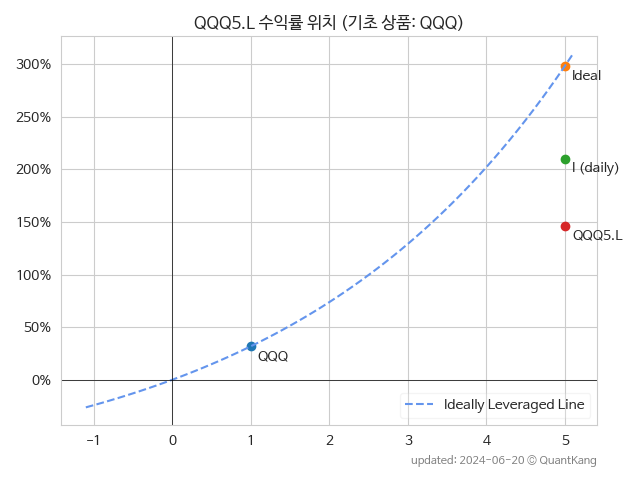 QQQ5.L 수익률 위치 (기초 상품: QQQ)
300%
250%
200%
150%
100%
50%
0%
Ideal
I (daily)
QQQ5.L
QQQ
Ideally Leveraged Line
-1
0
1
2
3
4
5
updated: 2024-06-20 © QuantKang